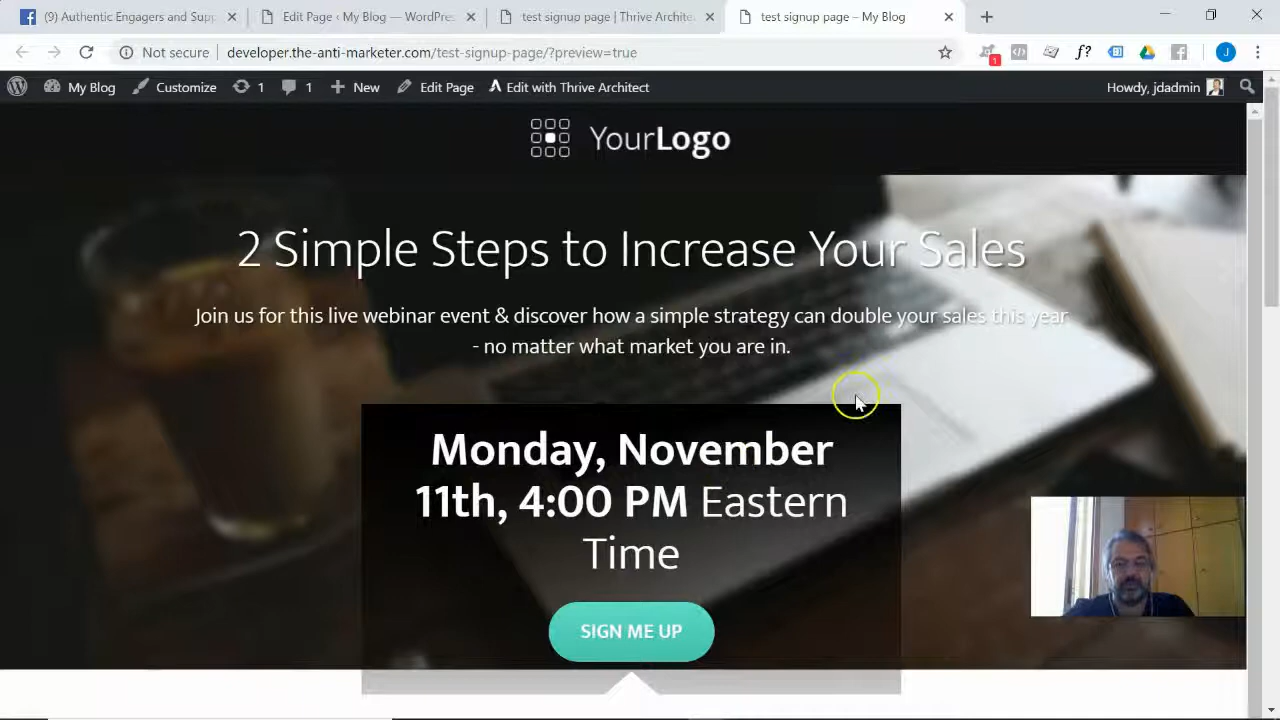 (9) Authentic Engagers and Supp
Edit Page ‹ My Blog — WordPres
test signup page | Thrive Archite
test signup page – My Blog
Not secure
developer.the-anti-marketer.com/test-signup-page/?preview=true
1
f?
J
My Blog
Customize
1
1
New
Edit Page
Edit with Thrive Architect
Howdy, jdadmin
YourLogo
2 Simple Steps to Increase Your Sales
Join us for this live webinar event & discover how a simple strategy can double your sales this year
- no matter what market you are in.
Monday, November
11th, 4:00 PM Eastern
Time
SIGN ME UP